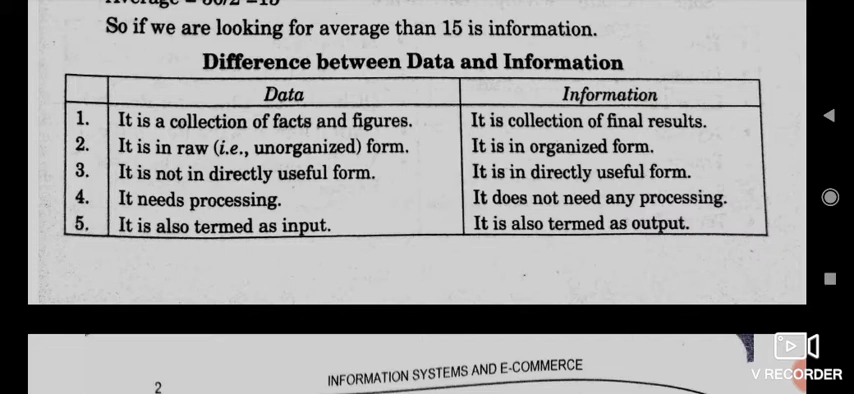 So if we are looking for average than 15 is information.
Difference between Data and Information
Data Information
1. It is a collection of facts and figures. It is collection of final results.
2. It is in raw (i.e., unorganized) form. It is in organized form.
3. It is not in directly useful form. It is in directly useful form.
4. It needs processing. It does not need any processing.
5. It is also termed as input. It is also termed as output.
2 INFORMATION SYSTEMS AND E-COMMERCE
V RECORDER